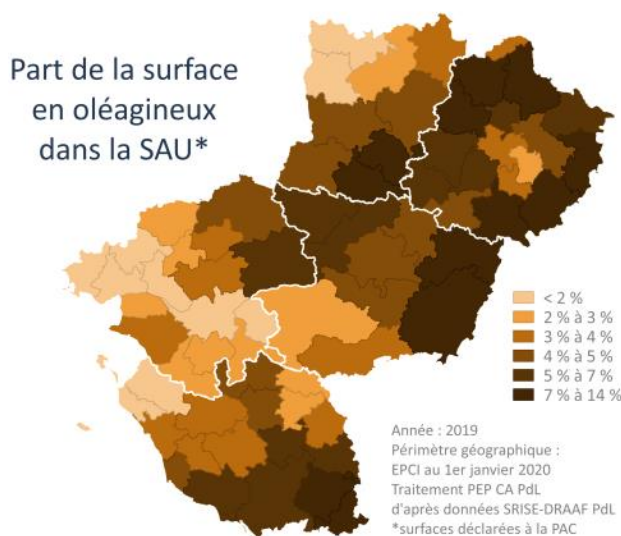 Part de la surface
en oléagineux
dans la SAU*
< 2 %
2 % à 3 %
3 % à 4 %
4 % à 5 %
5 % à 7 %
7 % à 14 %
Année : 2019
Périmètre géographique :
EPCI au 1er janvier 2020
Traitement PEP CA PdL
d'après données SRISE-DRAAF PdL
*surfaces déclarées à la PAC